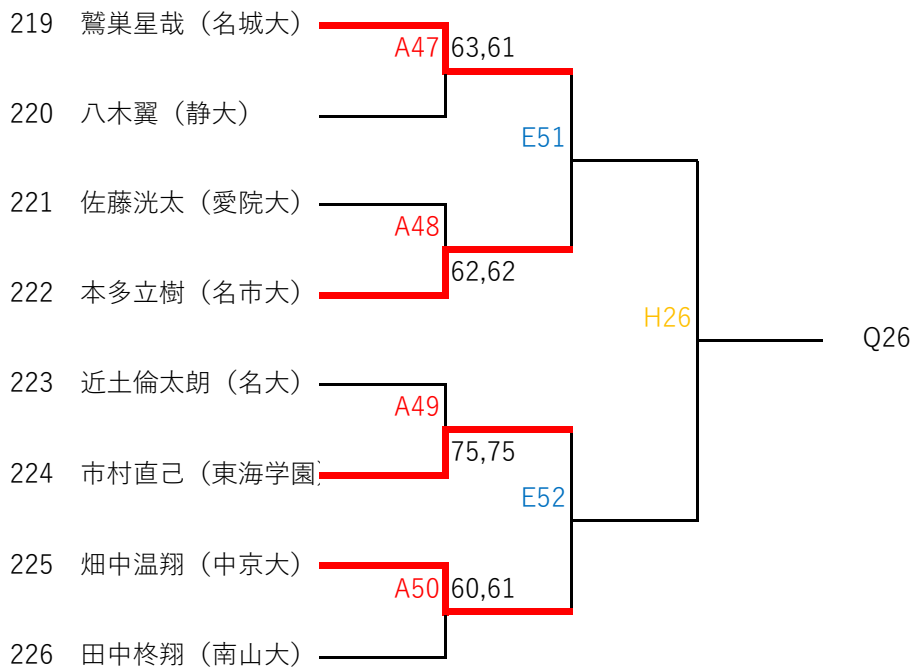 219 鷲巣星哉（名城大）
A47 63,61
220 八木翼（静大）
E51
221 佐藤洸太（愛院大）
A48
62,62
222 本多立樹（名市大）
H26
Q26
223 近土倫太朗（名大）
A49
75,75
224 市村直己（東海学園）
E52
225 畑中温翔（中京大）
A50 60,61
226 田中柊翔（南山大）